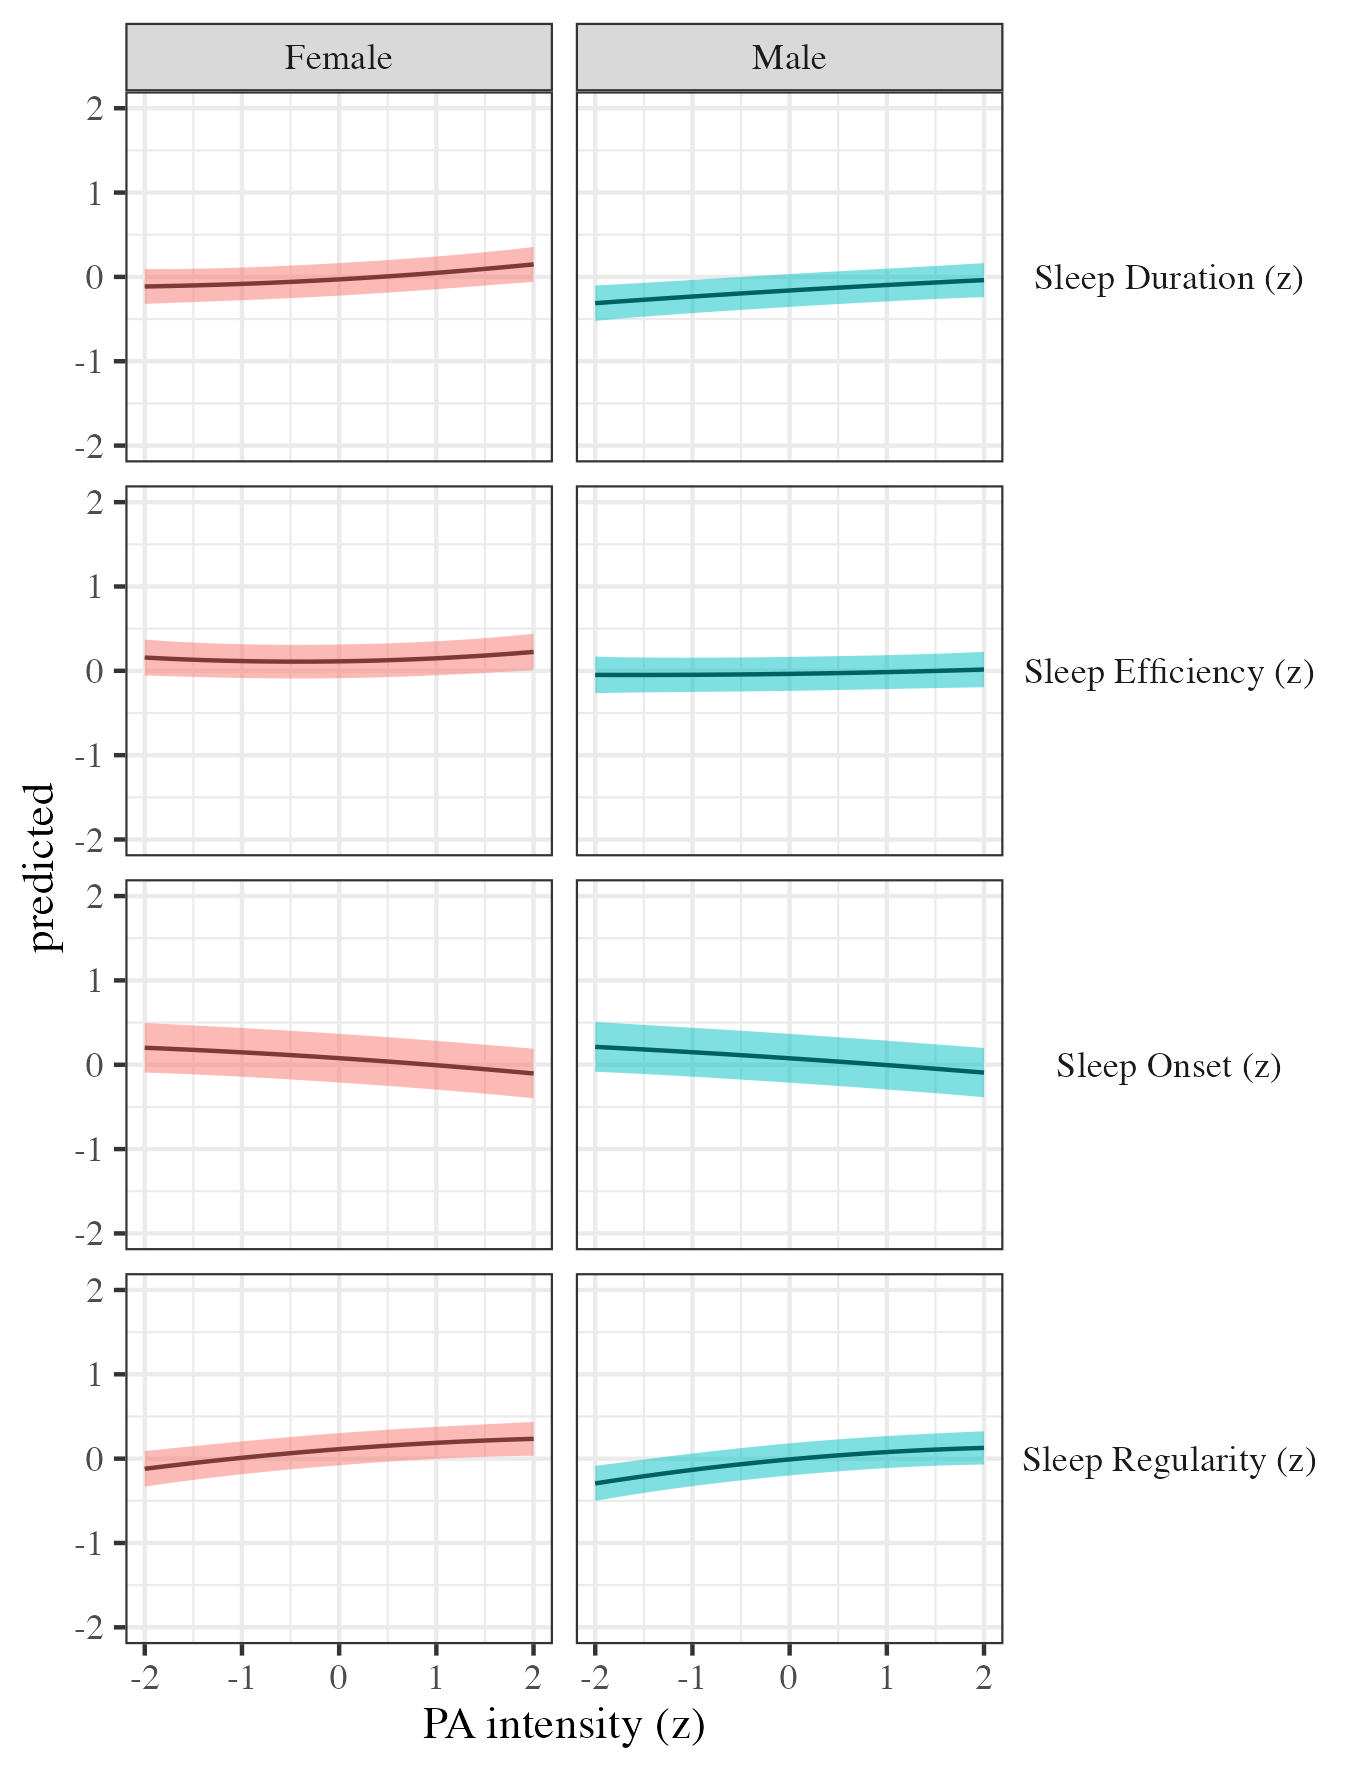 Female Male
2
1
0
-1
-2
Sleep Duration (z)
2
1
0
-1
-2
Sleep Efficiency (z)
predicted
2
1
0
-1
-2
Sleep Onset (z)
2
1
0
-1
-2
Sleep Regularity (z)
-2 -1 0 1 2 -2 -1 0 1 2
PA intensity (z)